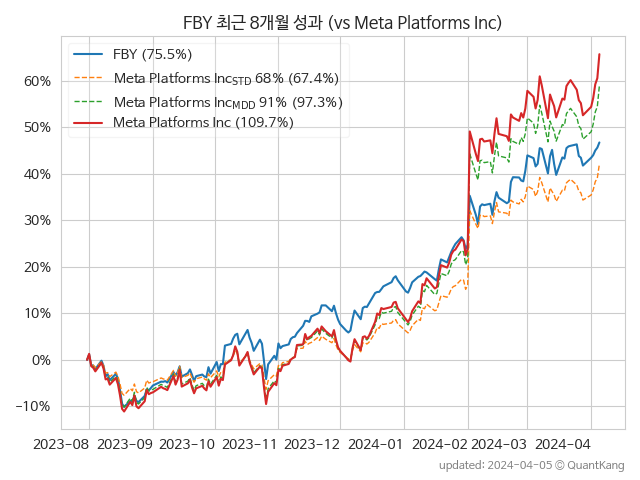 FBY 최근 8개월 성과 (vs Meta Platforms Inc)
FBY (75.5%)
Meta Platforms IncSTD 68% (67.4%)
Meta Platforms IncMDD 91% (97.3%)
Meta Platforms Inc (109.7%)
60%
50%
40%
30%
20%
10%
0%
−10%
2023−08 2023−09 2023−10 2023−11 2023−12 2024−01 2024−02 2024−03 2024−04
updated: 2024−04−05 © QuantKang